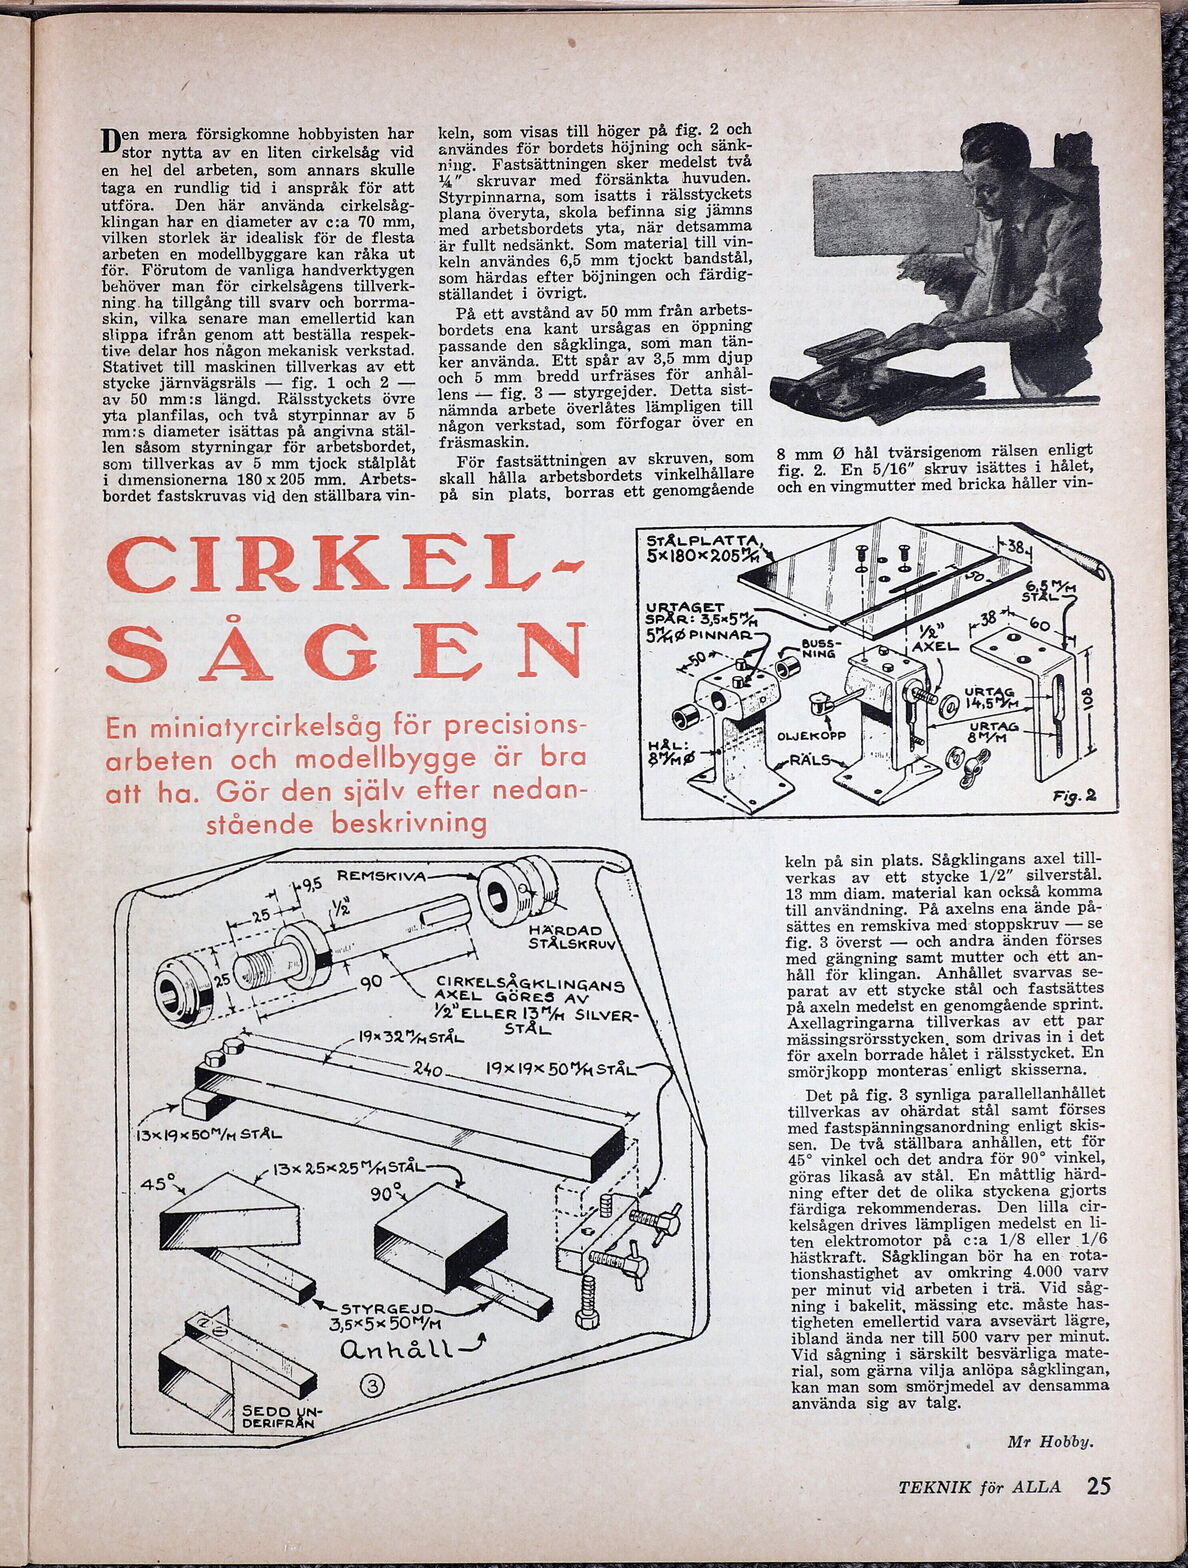 Den mera försigkomne hobbyisten har
stor nytta av en liten cirkelsåg vid
en hel del arbeten, som annars skulle
taga en rundlig tid i anspråk för att
utföra. Den här använda cirkelsåg-
klingan har en diameter av c:a 70 mm,
vilken storlek är idealisk för de flesta
arbeten en modellbyggare kan råka ut
för. Förutom de vanliga handverktygen
behöver man för cirkelsågens tillverk-
ning ha tillgång till svarv och borrma-
skin, vilka senare man emellertid kan
slippa ifrån genom att beställa respek-
tive delar hos någon mekanisk verkstad.
Stativet till maskinen tillverkas av ett
stycke järnvägsräls — fig. 1 och 2 —
av 50 mm:s längd. Rälsstyckets övre
yta planfilas, och två styrpinnar av 5
mm:s diameter isättas på angivna stäl-
len såsom styrningar för arbetsbordet,
som tillverkas av 5 mm tjock stålplåt
i dimensionerna 180 x 205 mm. Arbets-
bordet fastskruvas vid den ställbara vin-
keln, som visas till höger på fig. 2 och
användes för bordets höjning och sänk-
ning. Fastsättningen sker medelst två
¼" skruvar med försänkta huvuden.
Styrpinnarna, som isatts i rälsstyckets
plana överyta, skola befinna sig jämns
med arbetsbordets yta, när detsamma
är fullt nedsänkt. Som material till vin-
keln användes 6,5 mm tjockt bandstål,
som härdas efter böjningen och färdig-
ställandet i övrigt.
På ett avstånd av 50 mm från arbets-
bordets ena kant ursågas en öppning
passande den sågklinga, som man tän-
ker använda. Ett spår av 3,5 mm djup
och 5 mm bredd urfräses för anhål-
lens — fig. 3 — styrgejder. Detta sist-
nämnda arbete överlåtes lämpligen till
någon verkstad, som förfogar över en
fräsmaskin.
För fastsättningen av skruven, som
skall hålla arbetsbordets vinkelhållare
på sin plats, borras ett genomgående
8 mm Ø hål tvärsigenom rälsen enligt
fig. 2. En 5/16" skruv isättes i hålet,
och en vingmutter med bricka håller vin-
CIRKEL-
SÅGEN
En miniatyrcirkelsåg för precisions-
arbeten och modellbygge är bra
att ha. Gör den själv efter nedan-
stående beskrivning
STÅLPLATTA,
5×180×205 M/M
38
50
6,5 M/M
STÅL
URTAGET
SPÅR: 3,5×5 M/M
5 M/M Ø PINNAR
50
BUSS-
NING
½"
AXEL
38
60
108
URTAG
14,5 M/M
URTAG
8 M/M
OLJEKOPP
HÅL:
8 M/M Ø
RÄLS
Fig. 2
REMSKIVA
9,5
25
½"
HÄRDAD
STÅLSKRUV
25
90
CIRKELSÅGKLINGANS
AXEL GÖRES AV
½" ELLER 13 M/M SILVER-
STÅL
19×32 M/M STÅL
240
19×19×50 M/M STÅL
13×19×50 M/M STÅL
13×25×25 M/M STÅL
45°
90°
STYRGEJD
3,5×5×50 M/M
Anhåll
3
SEDD UN-
DERIFRÅN
keln på sin plats. Sågklingans axel till-
verkas av ett stycke 1/2" silverstål.
13 mm diam. material kan också komma
till användning. På axelns ena ände på-
sättes en remskiva med stoppskruv — se
fig. 3 överst — och andra änden förses
med gängning samt mutter och ett an-
håll för klingan. Anhållet svarvas se-
parat av ett stycke stål och fastsättes
på axeln medelst en genomgående sprint.
Axellagringarna tillverkas av ett par
mässingsrörsstycken, som drivas in i det
för axeln borrade hålet i rälsstycket. En
smörjkopp monteras enligt skisserna.
Det på fig. 3 synliga parallellanhållet
tillverkas av ohärdat stål samt förses
med fastspänningsanordning enligt skis-
sen. De två ställbara anhållen, ett för
45° vinkel och det andra för 90° vinkel,
göras likaså av stål. En måttlig härd-
ning efter det de olika styckena gjorts
färdiga rekommenderas. Den lilla cir-
kelsågen drives lämpligen medelst en li-
ten elektromotor på c:a 1/8 eller 1/6
hästkraft. Sågklingan bör ha en rota-
tionshastighet av omkring 4.000 varv
per minut vid arbeten i trä. Vid såg-
ning i bakelit, mässing etc. måste has-
tigheten emellertid vara avsevärt lägre,
ibland ända ner till 500 varv per minut.
Vid sågning i särskilt besvärliga mate-
rial, som gärna vilja anlöpa sågklingan,
kan man som smörjmedel av densamma
använda sig av talg.
Mr Hobby.
TEKNIK för ALLA 25